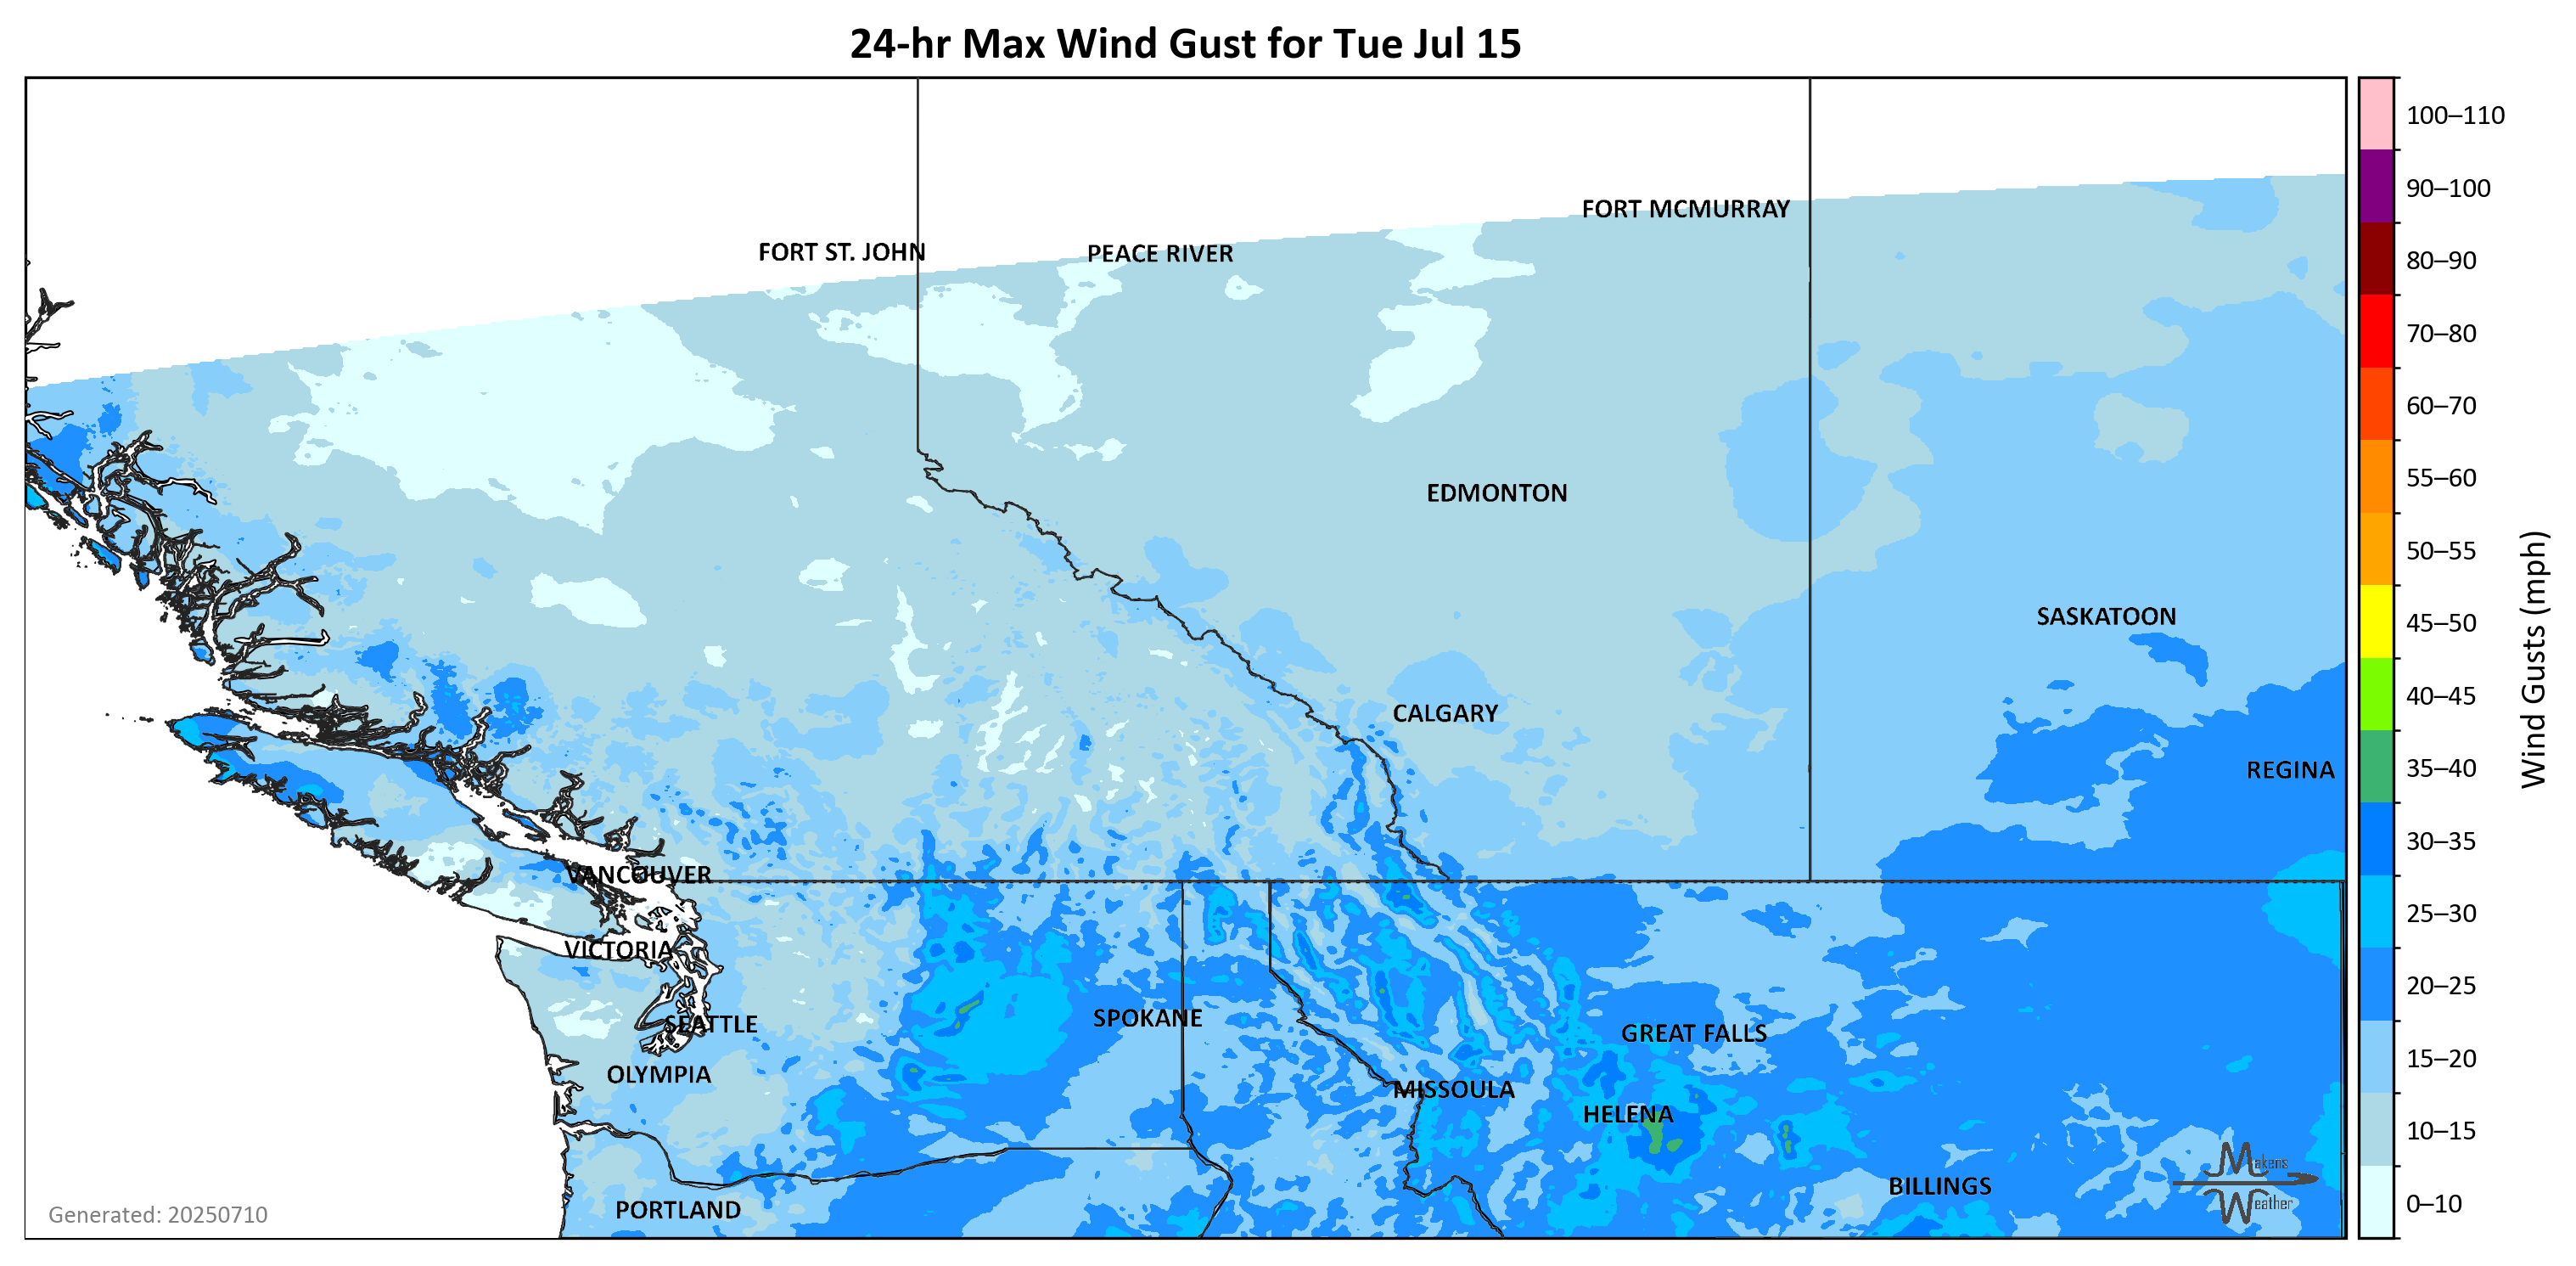 24-hr Max Wind Gust for Tue Jul 15
100–110
90–100
80–90
70–80
60–70
55–60
50–55
45–50
40–45
35–40
30–35
25–30
20–25
15–20
10–15
0–10
Wind Gusts (mph)
FORT MCMURRAY
FORT ST. JOHN
PEACE RIVER
EDMONTON
SASKATOON
CALGARY
REGINA
VANCOUVER
VICTORIA
SPOKANE
SEATTLE
GREAT FALLS
OLYMPIA
MISSOULA
HELENA
BILLINGS
PORTLAND
Makens
Weather
Generated: 20250710